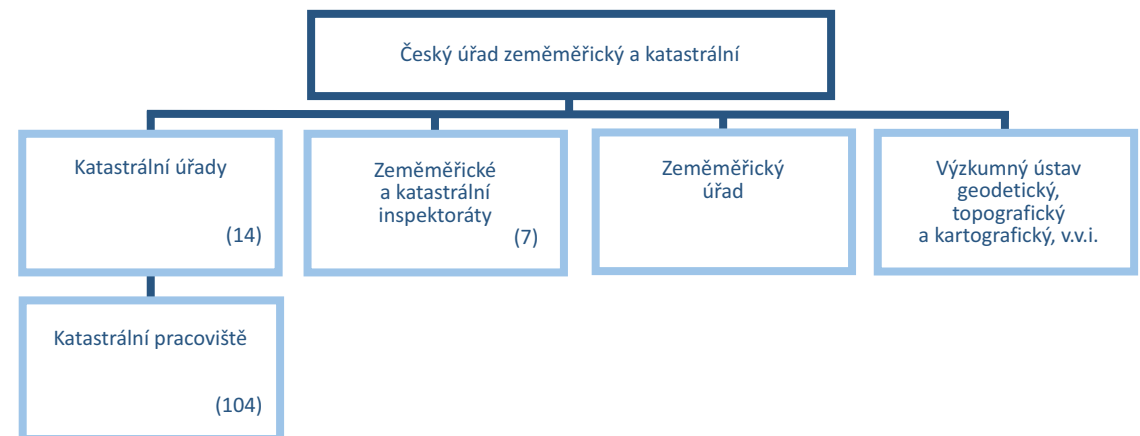 Český úřad zeměměřický a katastrální
Katastrální úřady
(14)
Zeměměřické
a katastrální
inspektoráty
(7)
Zeměměřický
úřad
Výzkumný ústav
geodetický,
topografický
a kartografický, v.v.i.
Katastrální pracoviště
(104)